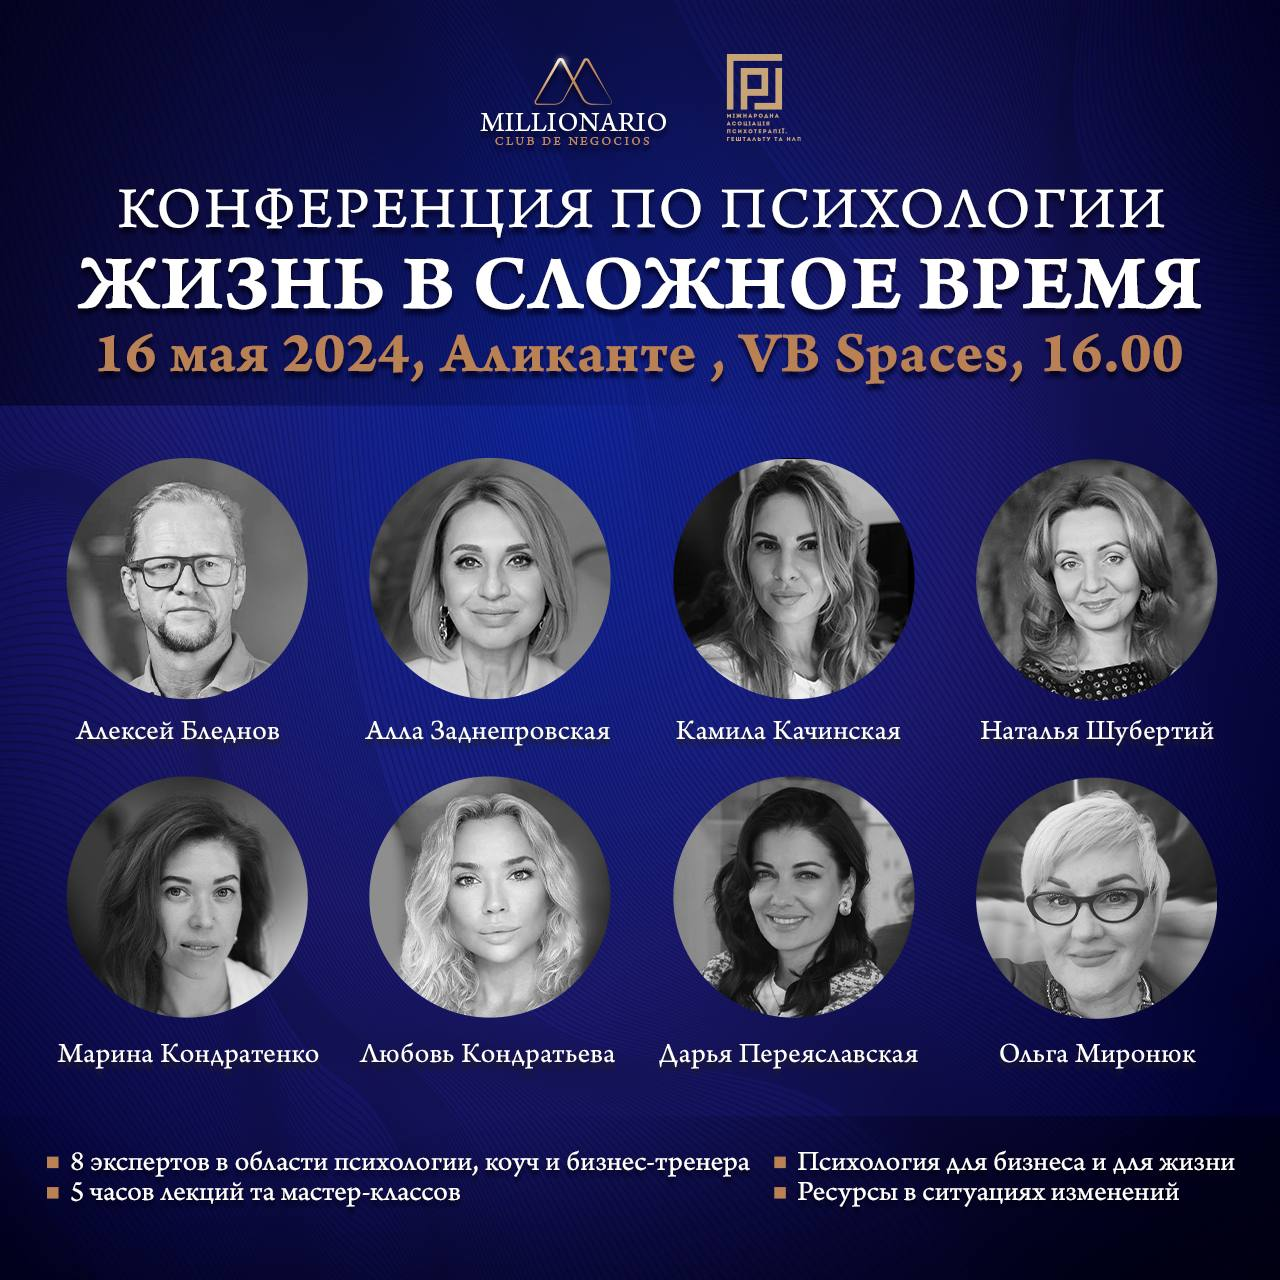 MILLIONARIO
CLUB DE NEGOCIOS
МІЖНАРОДНА
АСОЦІАЦІЯ
ПСИХОТЕРАПІЇ,
ГЕШТАЛЬТУ ТА НЛП
КОНФЕРЕНЦИЯ ПО ПСИХОЛОГИИ
ЖИЗНЬ В СЛОЖНОЕ ВРЕМЯ
16 мая 2024, Аликанте , VB Spaces, 16.00
Алексей Бледнов
Алла Заднепровская
Камила Качинская
Наталья Шубертий
Марина Кондратенко
Любовь Кондратьева
Дарья Переяславская
Ольга Миронюк
8 экспертов в области психологии, коуч и бизнес-тренера
5 часов лекций та мастер-классов
Психология для бизнеса и для жизни
Ресурсы в ситуациях изменений